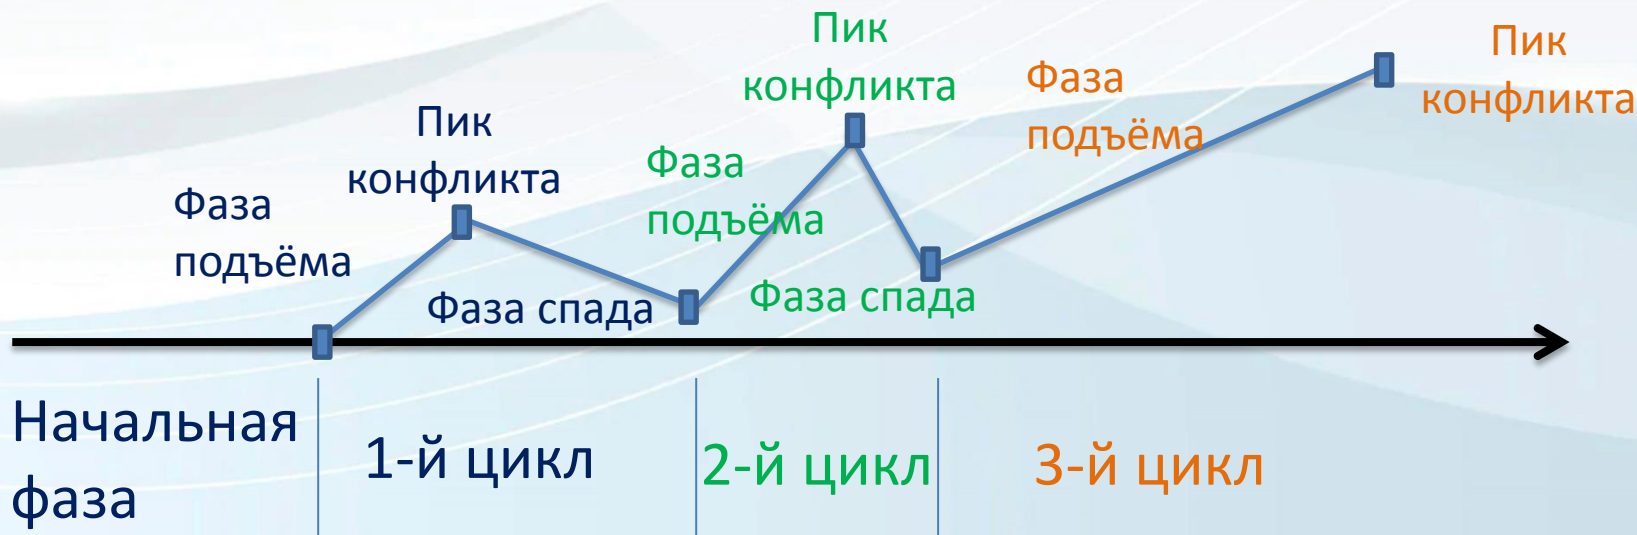 Фаза
подъёма
Пик
конфликта
Фаза спада
Фаза
подъёма
Пик
конфликта
Фаза спада
Фаза
подъёма
Пик
конфликта
Начальная
фаза
1-й цикл
2-й цикл
3-й цикл